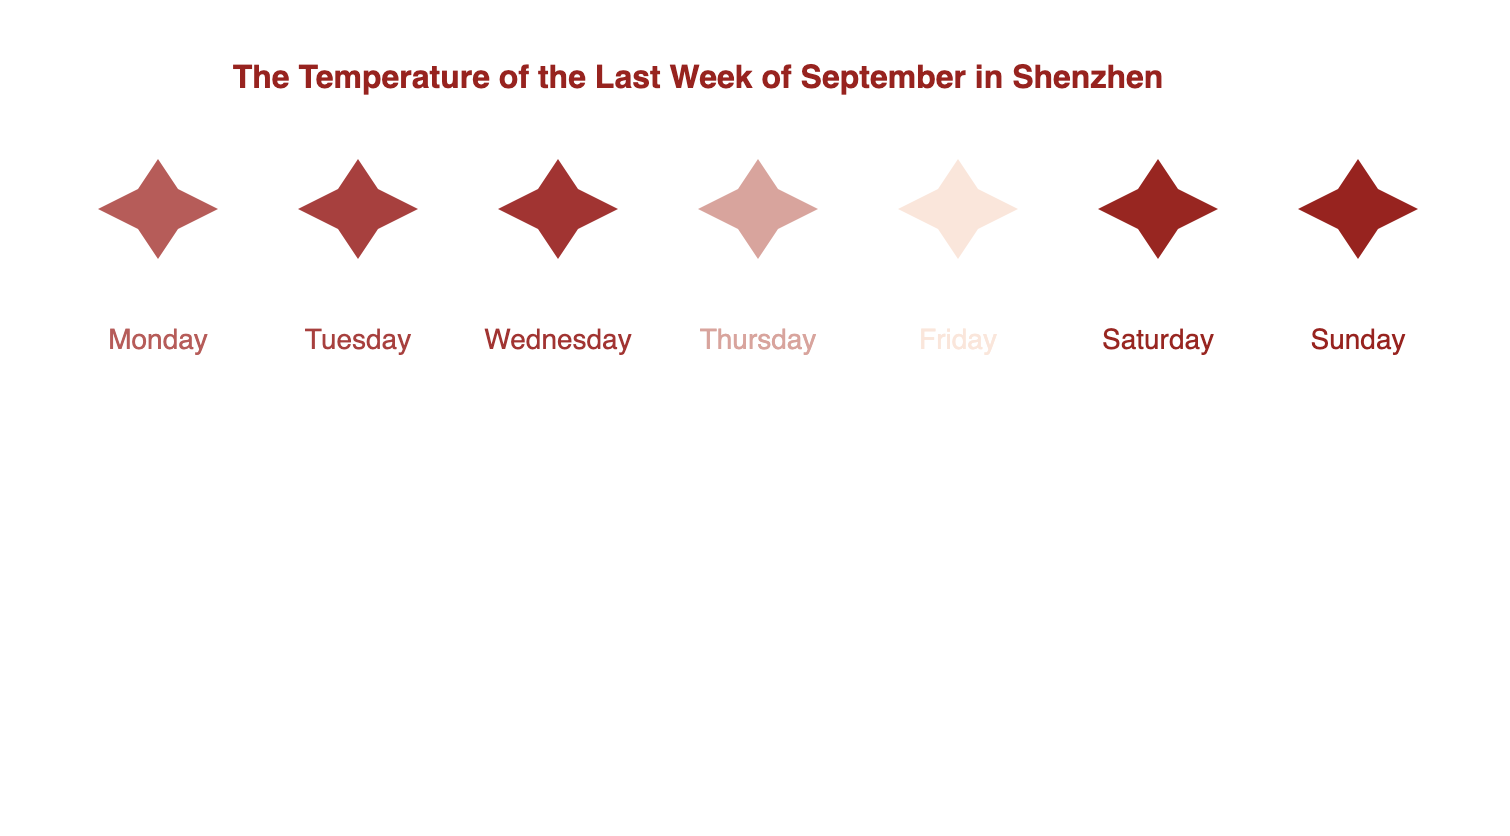 The Temperature of the Last Week of September in Shenzhen
Monday Tuesday Wednesday Thursday Friday Saturday Sunday